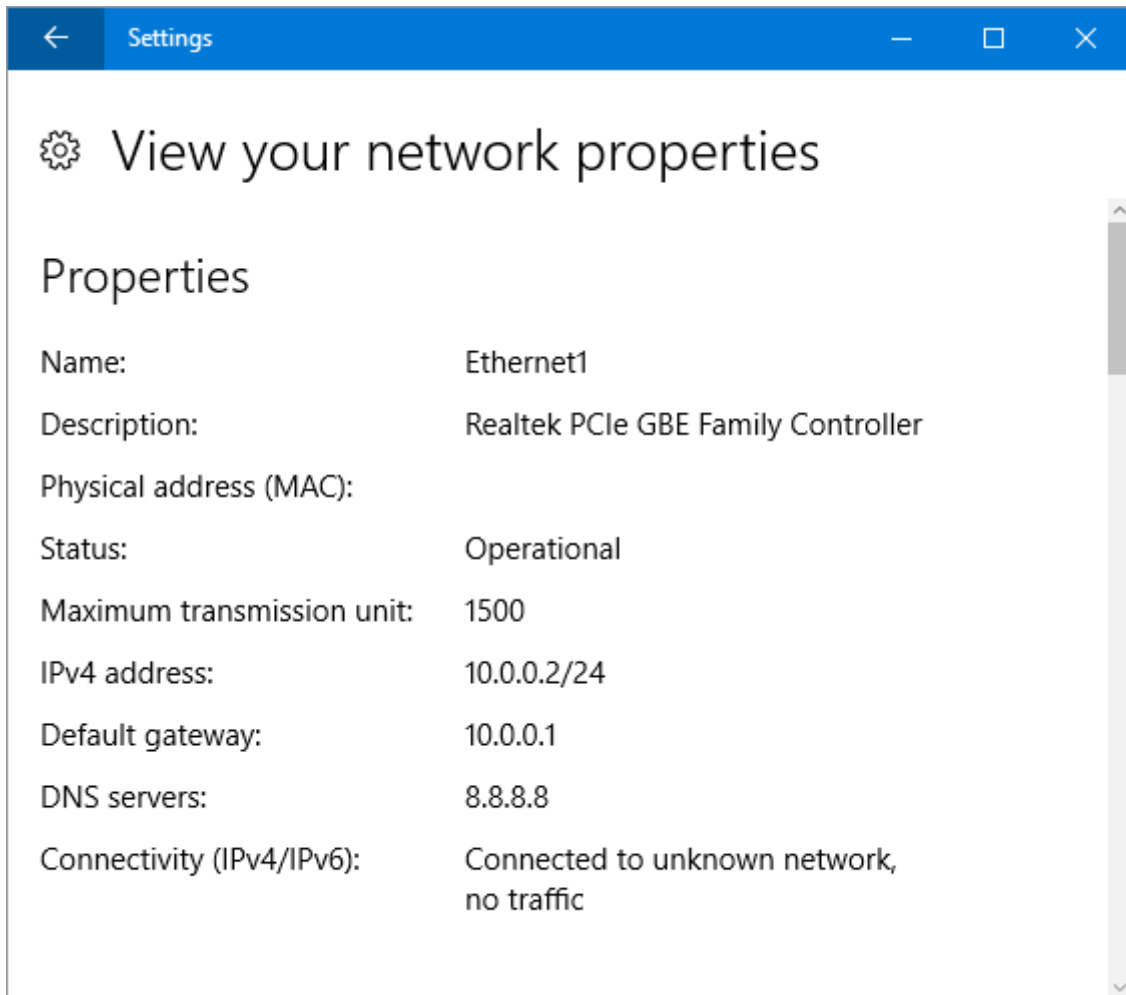 Settings
View your network properties
Properties
Name: Ethernet1
Description: Realtek PCIe GBE Family Controller
Physical address (MAC):
Status: Operational
Maximum transmission unit: 1500
IPv4 address: 10.0.0.2/24
Default gateway: 10.0.0.1
DNS servers: 8.8.8.8
Connectivity (IPv4/IPv6): Connected to unknown network,
no traffic